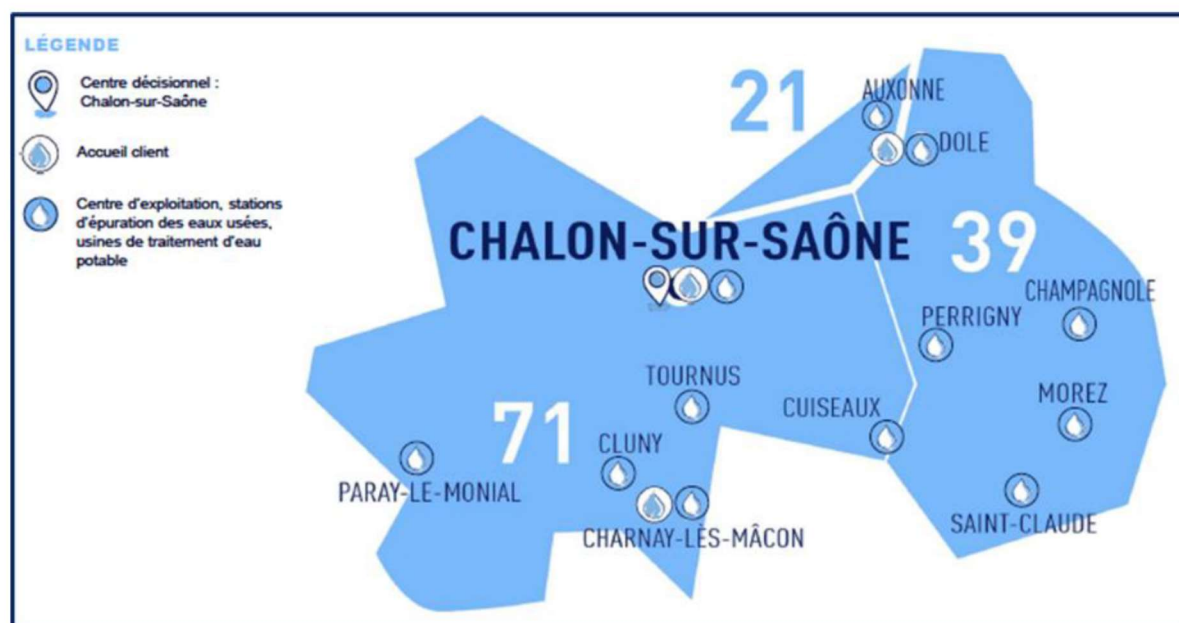 LÉGENDE
Centre décisionnel :
Chalon-sur-Saône
Accueil client
Centre d'exploitation, stations
d'épuration des eaux usées,
usines de traitement d'eau
potable
21
AUXONNE
DOLE
CHALON-SUR-SAÔNE
39
CHAMPAGNOLE
PERRIGNY
TOURNUS
MOREZ
CUISEAUX
71
CLUNY
PARAY-LE-MONIAL
SAINT-CLAUDE
CHARNAY-LÈS-MÂCON